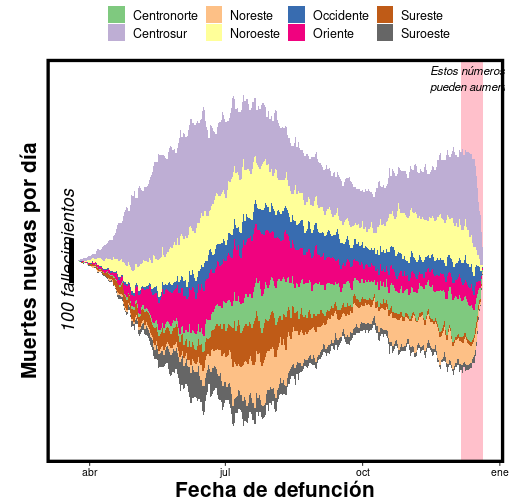 Centronorte Noreste Occidente Sureste
Centrosur Noroeste Oriente Suroeste
Estos números
pueden aumen
Muertes nuevas por día
100 fallecimientos
abr jul oct ene
Fecha de defunción